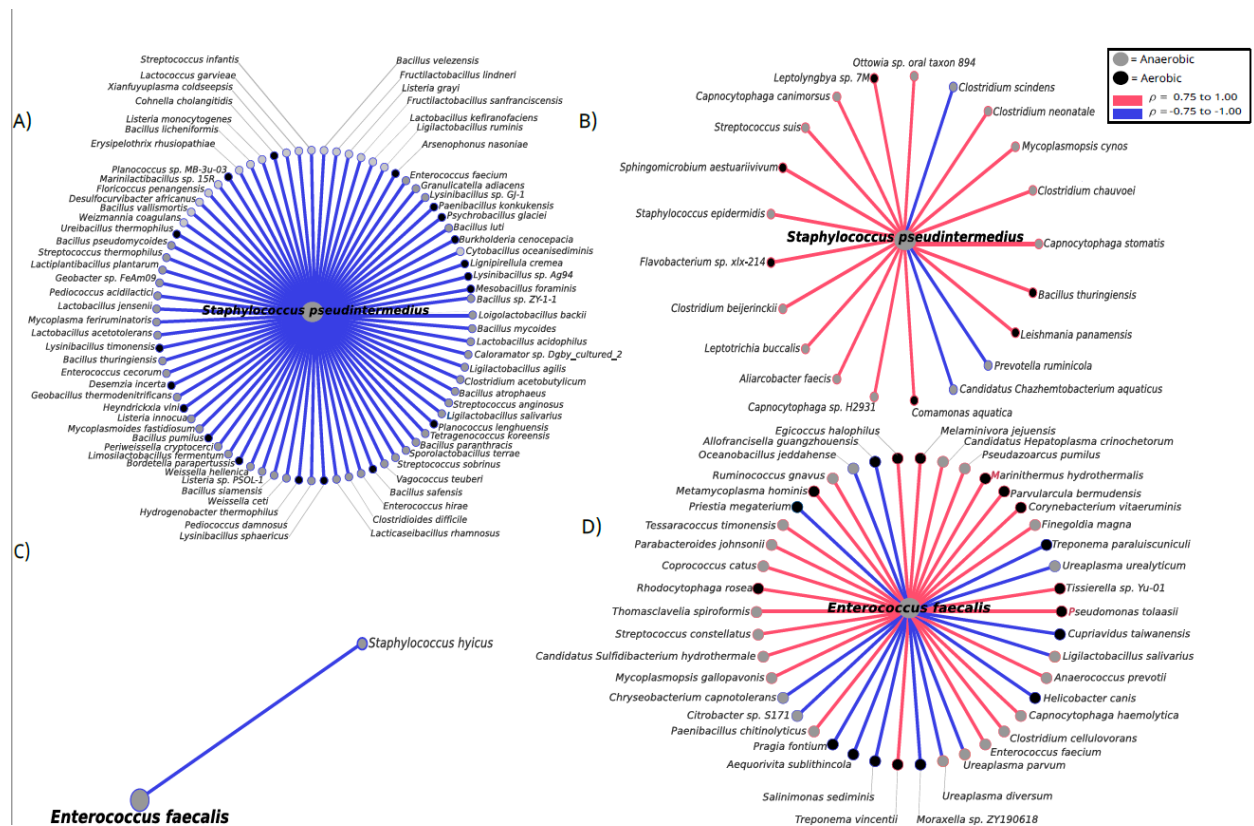 A)
Streptococcus infantis
Lactococcus garvieae
Xianfuyuplasma coldseepsis
Cohnella cholangitidis
Listeria monocytogenes
Bacillus licheniformis
Erysipelothrix rhusiopathiae
Planococcus sp. MB-3u-03
Marinilactibacillus sp. 15R
Floricoccus penangensis
Desulfocurvibacter africanus
Bacillus vallismortis
Weizmannia coagulans
Ureibacillus thermophilus
Bacillus pseudomycoides
Streptococcus thermophilus
Lactiplantibacillus plantarum
Geobacter sp. FeAm09
Pediococcus acidilactici
Lactobacillus jensenii
Mycoplasma feriruminatoris
Lactobacillus acetotolerans
Lysinibacillus timonensis
Bacillus thuringiensis
Enterococcus cecorum
Desemzia incerta
Geobacillus thermodenitrificans
Heyndrickxia vini
Listeria innocua
Mycoplasmoides fastidiosum
Bacillus pumilus
Periweissella cryptocerci
Limosilactobacillus fermentum
Bordetella parapertussis
Weissella hellenica
Listeria sp. PSOL-1
Bacillus siamensis
Weissella ceti
Hydrogenobacter thermophilus
Pediococcus damnosus
Lysinibacillus sphaericus
Staphylococcus pseudintermedius
Bacillus velezensis
Fructilactobacillus lindneri
Listeria grayi
Fructilactobacillus sanfranciscensis
Lactobacillus kefiranofaciens
Ligilactobacillus ruminis
Arsenophonus nasoniae
Enterococcus faecium
Granulicatella adiacens
Lysinibacillus sp. GJ-1
Paenibacillus konkukensis
Psychrobacillus glaciei
Bacillus luti
Burkholderia cenocepacia
Cytobacillus oceanisediminis
Lignipirellula cremea
Lysinibacillus sp. Ag94
Mesobacillus foraminis
Bacillus sp. ZY-1-1
Loigolactobacillus backii
Bacillus mycoides
Lactobacillus acidophilus
Caloramator sp. Dgby_cultured_2
Ligilactobacillus agilis
Clostridium acetobutylicum
Bacillus atrophaeus
Streptococcus anginosus
Ligilactobacillus salivarius
Planococcus lenghuensis
Tetragenococcus koreensis
Bacillus paranthracis
Sporolactobacillus terrae
Streptococcus sobrinus
Vagococcus teuberi
Bacillus safensis
Enterococcus hirae
Clostridioides difficile
Lacticaseibacillus rhamnosus
B)
= Anaerobic
= Aerobic
ρ = 0.75 to 1.00
ρ = -0.75 to -1.00
Ottowia sp. oral taxon 894
Leptolyngbya sp. 7M
Capnocytophaga canimorsus
Streptococcus suis
Sphingomicrobium aestuariivivum
Staphylococcus epidermidis
Flavobacterium sp. xlx-214
Clostridium beijerinckii
Leptotrichia buccalis
Aliarcobacter faecis
Capnocytophaga sp. H2931
Staphylococcus pseudintermedius
Clostridium scindens
Clostridium neonatale
Mycoplasmopsis cynos
Clostridium chauvoei
Capnocytophaga stomatis
Bacillus thuringiensis
Leishmania panamensis
Prevotella ruminicola
Candidatus Chazhemtobacterium aquaticus
Comamonas aquatica
C)
Staphylococcus hyicus
Enterococcus faecalis
D)
Egicoccus halophilus
Allofrancisella guangzhouensis
Oceanobacillus jeddahense
Ruminococcus gnavus
Metamycoplasma hominis
Priestia megaterium
Tessaracoccus timonensis
Parabacteroides johnsonii
Coprococcus catus
Rhodocytophaga rosea
Thomasclavelia spiroformis
Streptococcus constellatus
Candidatus Sulfidibacterium hydrothermale
Mycoplasmopsis gallopavonis
Chryseobacterium capnotolerans
Citrobacter sp. S171
Paenibacillus chitinolyticus
Pragia fontium
Aequorivita sublithincola
Salinimonas sediminis
Treponema vincentii
Enterococcus faecalis
Melaminivora jejuensis
Candidatus Hepatoplasma crinochetorum
Pseudazoarcus pumilus
Marinithermus hydrothermalis
Parvularcula bermudensis
Corynebacterium vitaeruminis
Finegoldia magna
Treponema paraluiscuniculi
Ureaplasma urealyticum
Tissierella sp. Yu-01
Pseudomonas tolaasii
Cupriavidus taiwanensis
Ligilactobacillus salivarius
Anaerococcus prevotii
Helicobacter canis
Capnocytophaga haemolytica
Clostridium cellulovorans
Enterococcus faecium
Ureaplasma parvum
Ureaplasma diversum
Moraxella sp. ZY190618